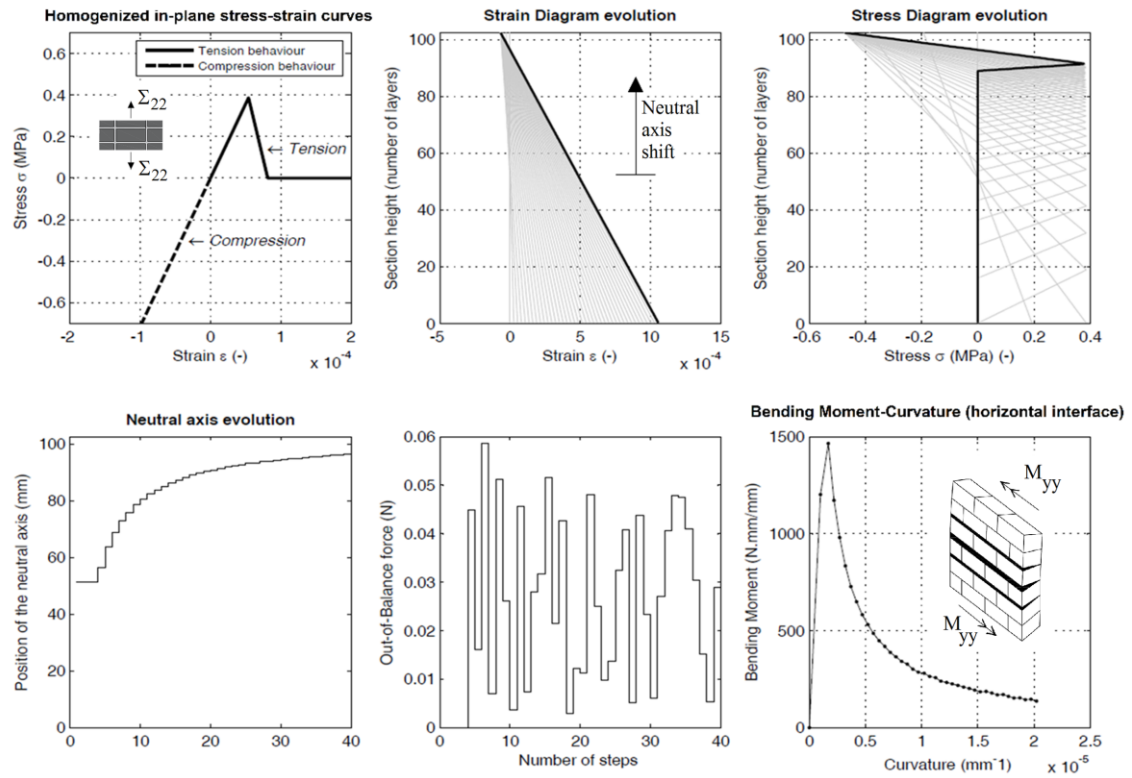 Homogenized in-plane stress-strain curves
Stress σ (MPa)
0.6
0.4
0.2
0
-0.2
-0.4
-0.6
Tension behaviour
Compression behaviour
Σ22
Σ22
← Tension
← Compression
-2
-1
0
1
2
Strain ε (-)
x 10-4
Strain Diagram evolution
Section height (number of layers)
100
80
60
40
20
0
Neutral
axis
shift
-5
0
5
10
15
Strain ε (-)
x 10-4
Stress Diagram evolution
Section height (number of layers)
100
80
60
40
20
0
-0.6
-0.4
-0.2
0
0.2
0.4
Stress σ (MPa) (-)
Neutral axis evolution
Position of the neutral axis (mm)
100
80
60
40
20
0
0
10
20
30
40
Out-of-Balance force (N)
0.06
0.05
0.04
0.03
0.02
0.01
0
0
10
20
30
40
Number of steps
Bending Moment-Curvature (horizontal interface)
Bending Moment (N.mm/mm)
1500
1000
500
0
Myy
Myy
0
0.5
1
1.5
2
2.5
Curvature (mm-1)
x 10-5